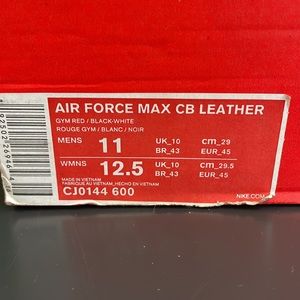 AIR FORCE MAX CB LEATHER
GYM RED / BLACK-WHITE
ROUGE GYM / BLANC / NOIR
MENS 11 UK_10 cm_29
BR_43 EUR_45
WMNS 12.5 UK_10 cm_29.5
BR_43 EUR_45
MADE IN VIETNAM
FABRIQUE AU VIETNAM_HECHO EN VIETNAM
CJ0144 600
NIKE.COM